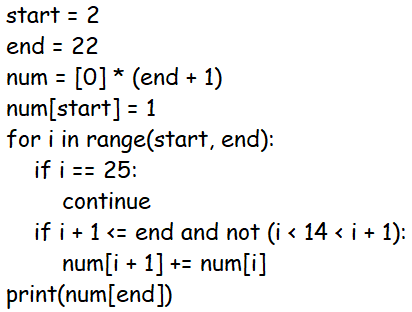 start = 2
end = 22
num = [0] * (end + 1)
num[start] = 1
for i in range(start, end):
    if i == 25:
        continue
    if i + 1 <= end and not (i < 14 < i + 1):
        num[i + 1] += num[i]
print(num[end])